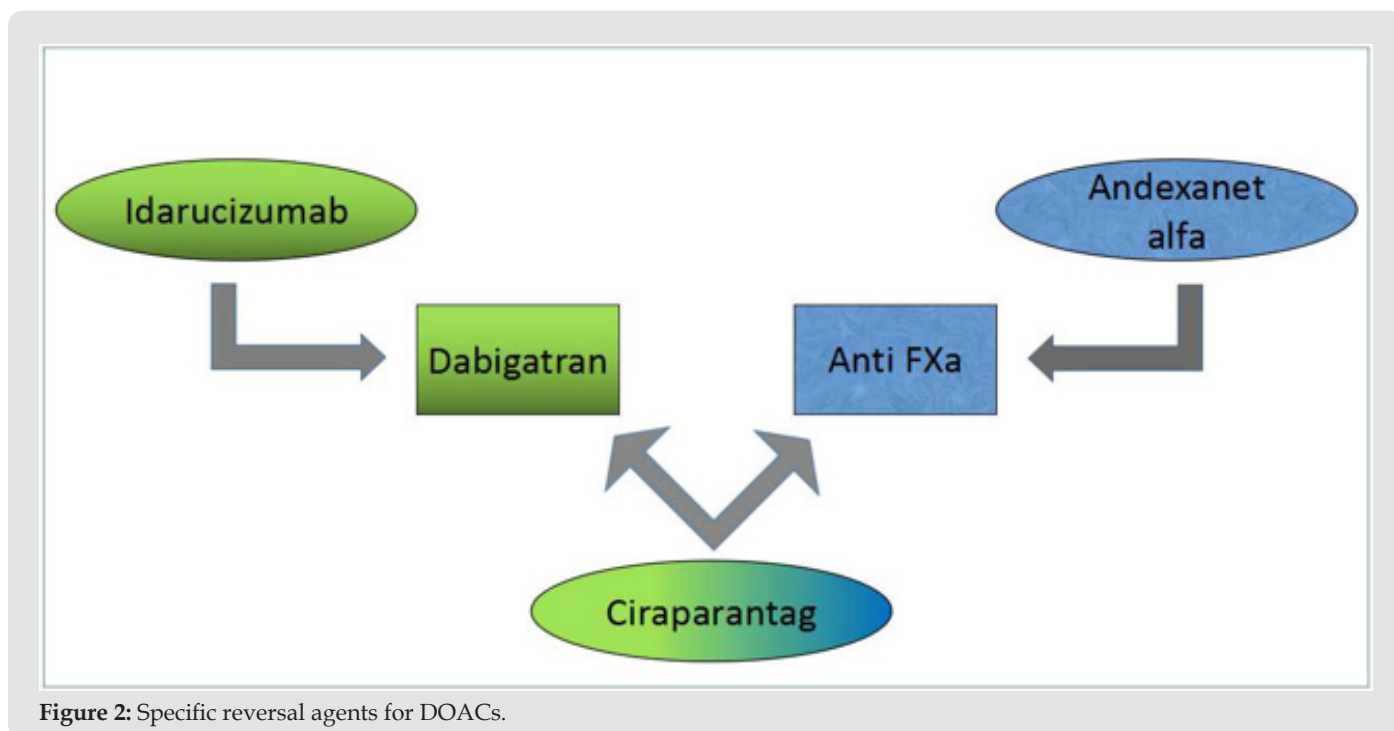 Idarucizumab
Andexanet
alfa
Dabigatran
Anti FXa
Ciraparantag
Figure 2: Specific reversal agents for DOACs.